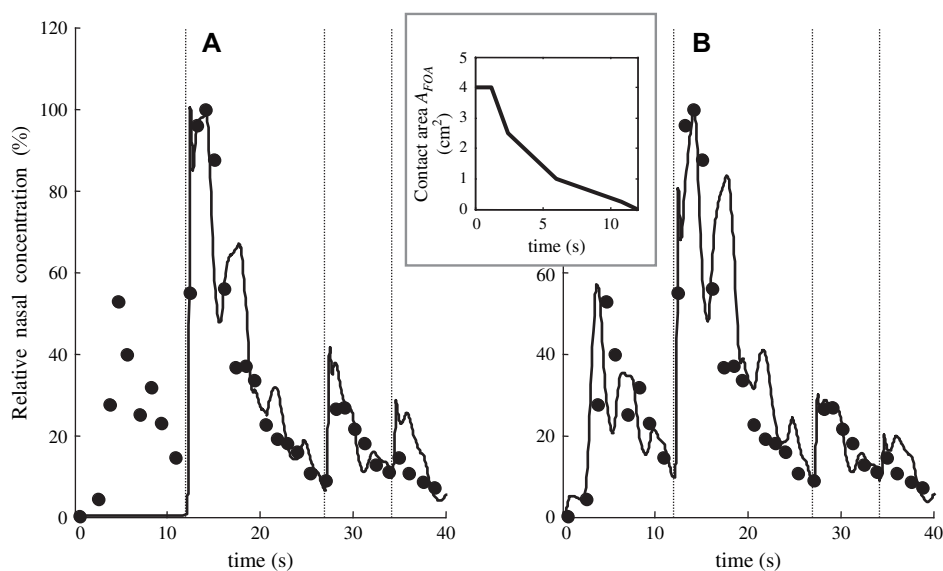 A
B
120
100
80
60
40
20
0
Relative nasal concentration (%)
0 10 20 30 40
time (s)
5
4
3
2
1
0
Contact area A_FOA
(cm²)
0 5 10
time (s)
60
40
20
0
0 10 20 30 40
time (s)